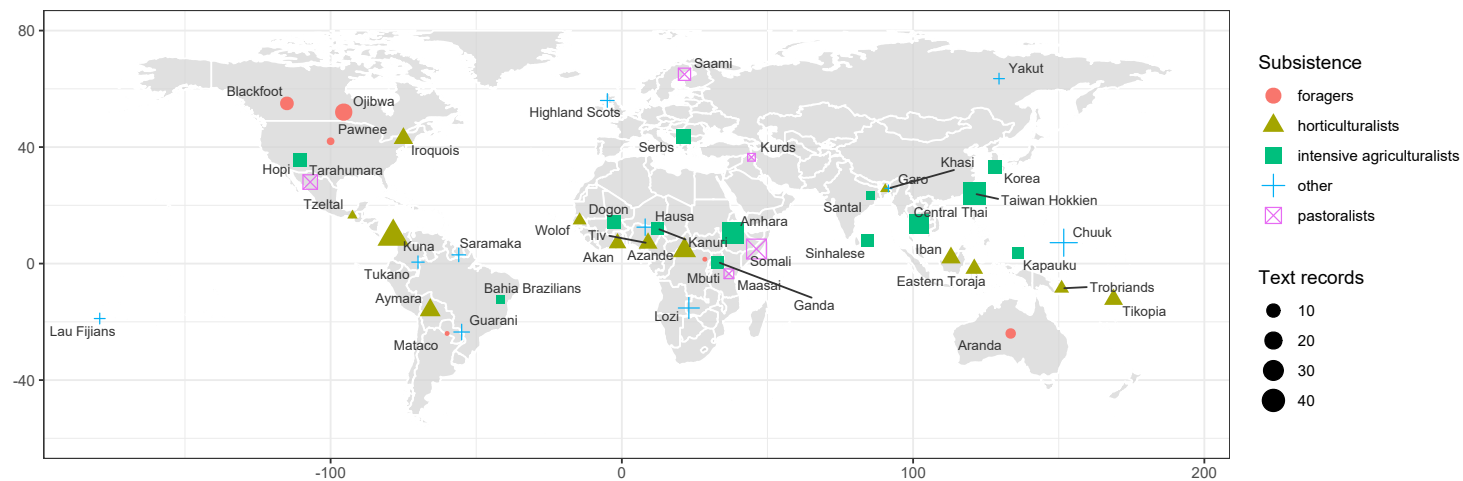 80
40
0
-40
-100
0
100
200
Saami
Yakut
Blackfoot
Ojibwa
Highland Scots
Pawnee
Iroquois
Serbs
Kurds
Khasi
Hopi
Tarahumara
Garo
Korea
Tzeltal
Santal
Taiwan Hokkien
Dogon
Hausa
Central Thai
Wolof
Tiv
Amhara
Chuuk
Kuna
Saramaka
Kanuri
Akan
Azande
Somali
Sinhalese
Iban
Kapauku
Tukano
Mbuti
Maasai
Eastern Toraja
Trobriands
Bahia Brazilians
Aymara
Ganda
Tikopia
Guarani
Lozi
Lau Fijians
Mataco
Aranda
Subsistence
foragers
horticulturalists
intensive agriculturalists
other
pastoralists
Text records
10
20
30
40